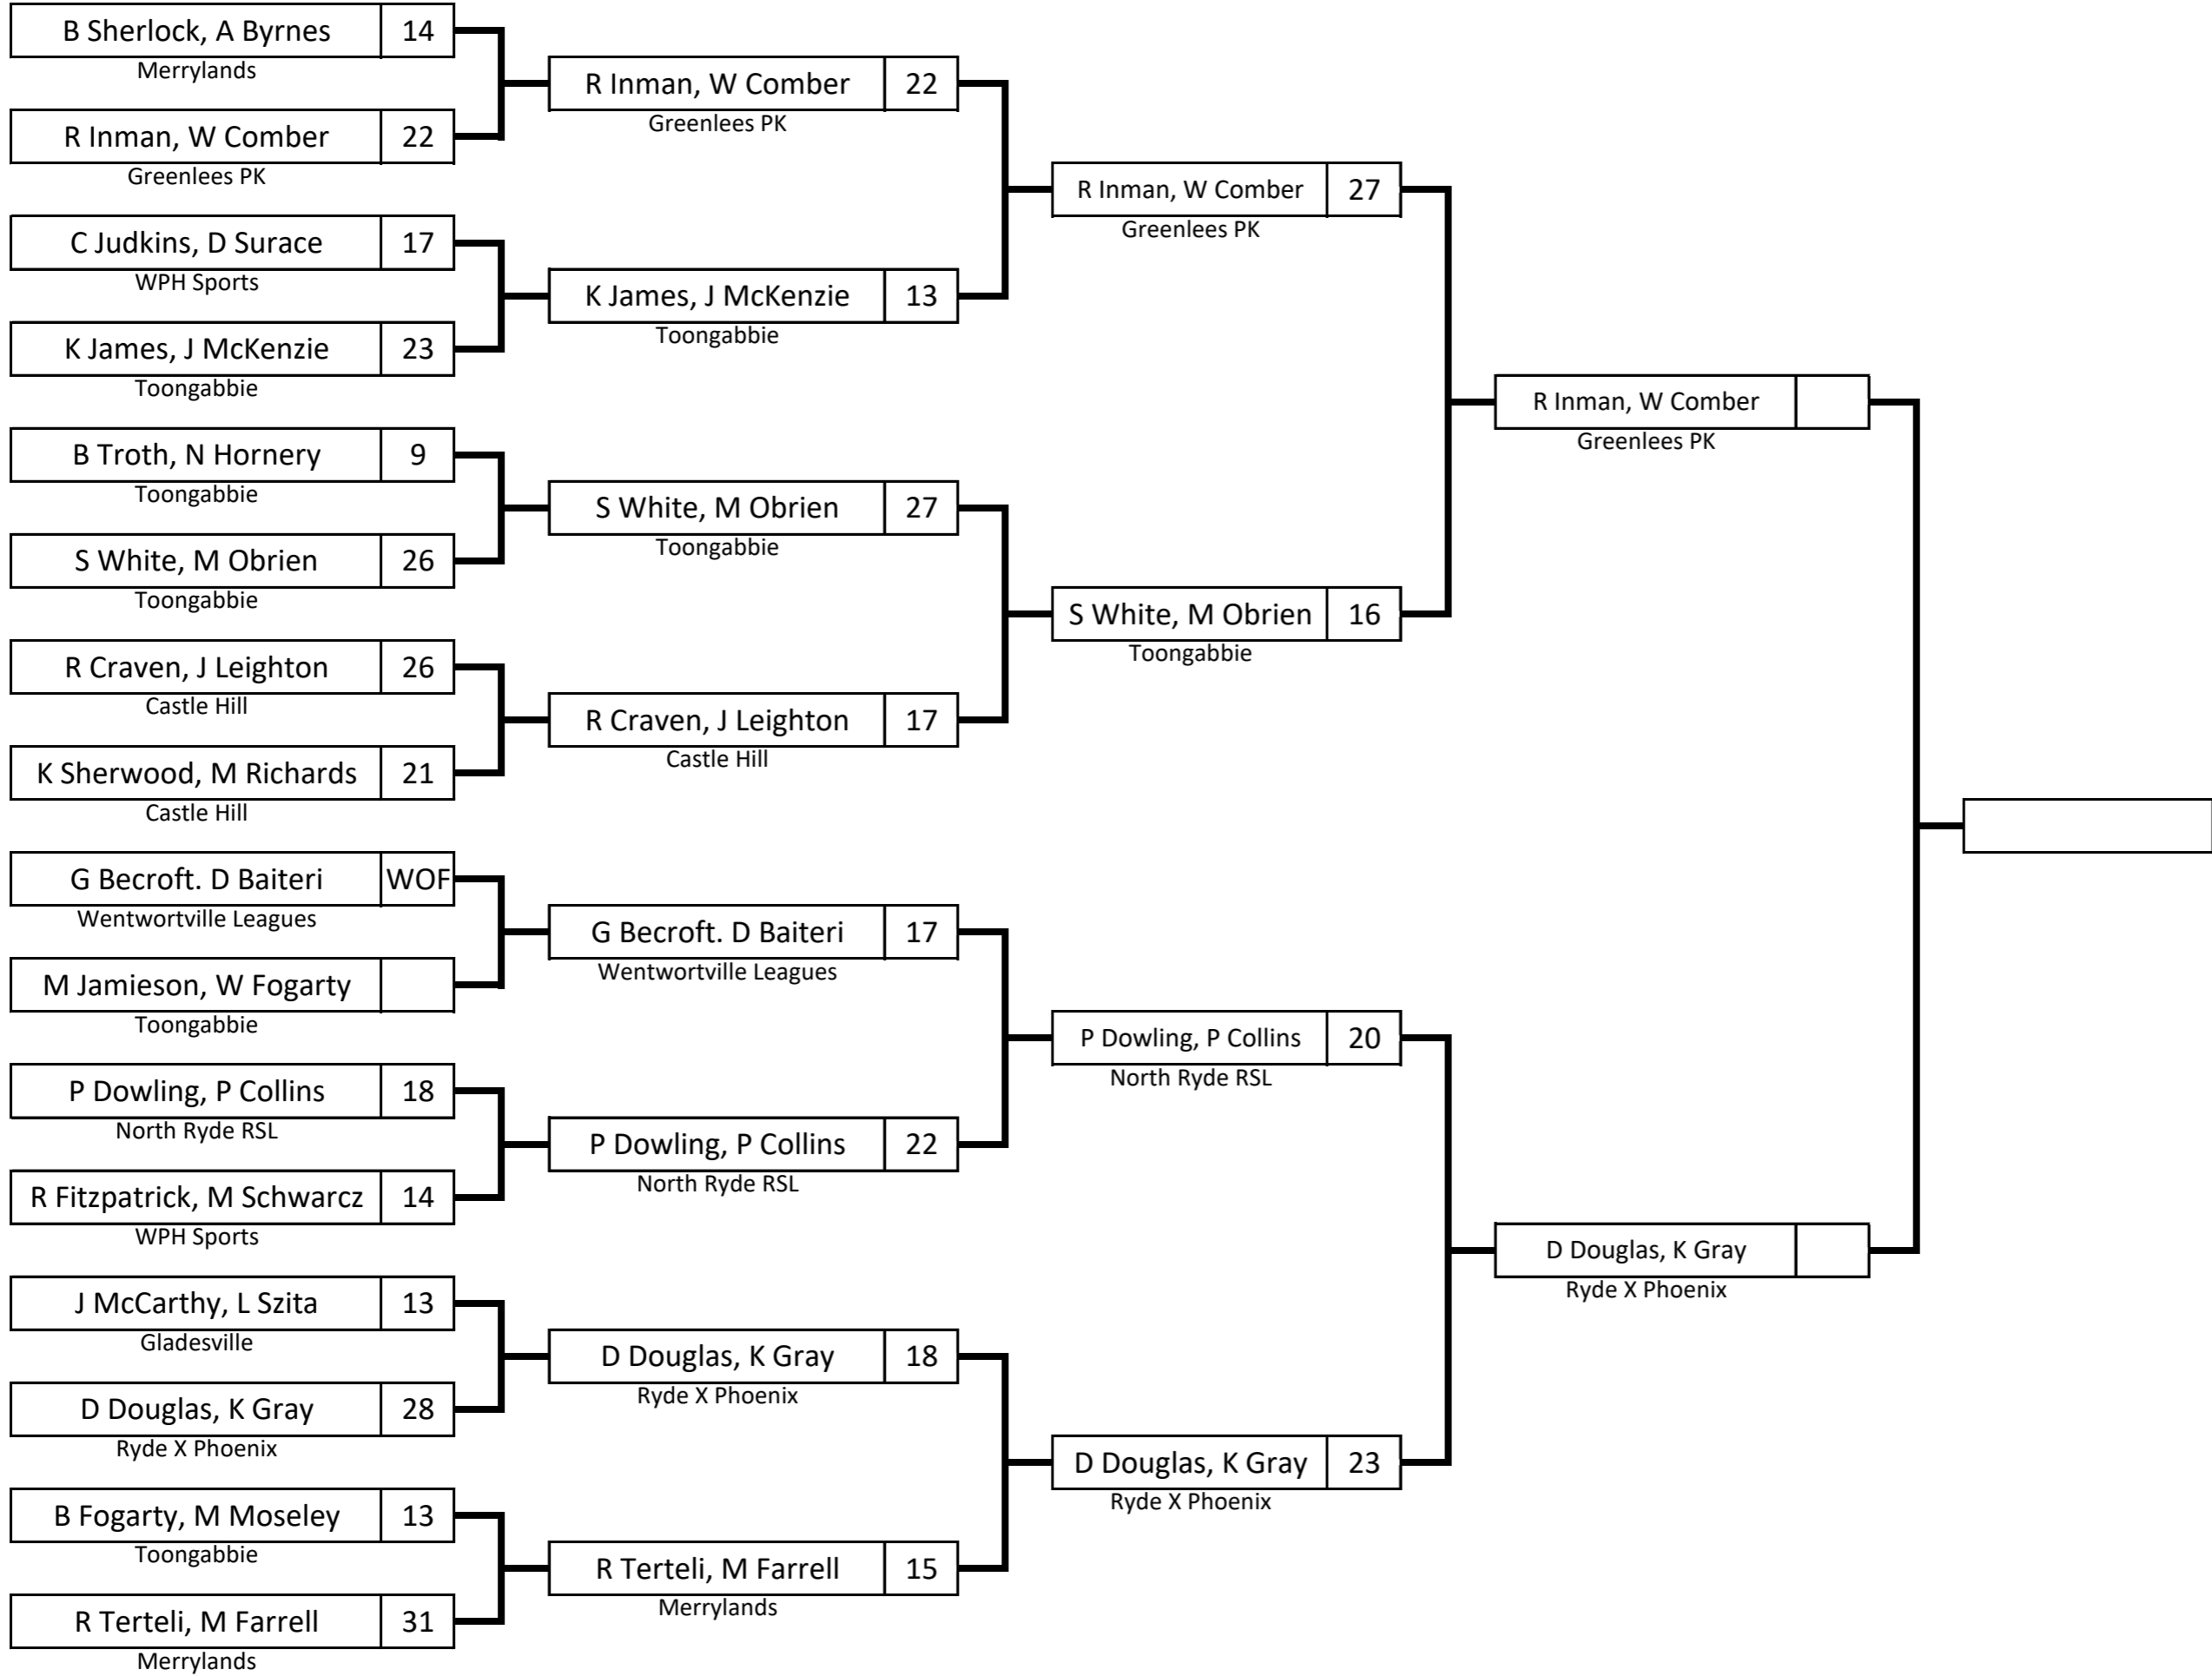 B Sherlock, A Byrnes 14
Merrylands
R Inman, W Comber 22
Greenlees PK
C Judkins, D Surace 17
WPH Sports
K James, J McKenzie 23
Toongabbie
B Troth, N Hornery 9
Toongabbie
S White, M Obrien 26
Toongabbie
R Craven, J Leighton 26
Castle Hill
K Sherwood, M Richards 21
Castle Hill
G Becroft. D Baiteri WOF
Wentwortville Leagues
M Jamieson, W Fogarty
Toongabbie
P Dowling, P Collins 18
North Ryde RSL
R Fitzpatrick, M Schwarcz 14
WPH Sports
J McCarthy, L Szita 13
Gladesville
D Douglas, K Gray 28
Ryde X Phoenix
B Fogarty, M Moseley 13
Toongabbie
R Terteli, M Farrell 31
Merrylands
R Inman, W Comber 22
Greenlees PK
K James, J McKenzie 13
Toongabbie
S White, M Obrien 27
Toongabbie
R Craven, J Leighton 17
Castle Hill
G Becroft. D Baiteri 17
Wentwortville Leagues
P Dowling, P Collins 22
North Ryde RSL
D Douglas, K Gray 18
Ryde X Phoenix
R Terteli, M Farrell 15
Merrylands
R Inman, W Comber 27
Greenlees PK
S White, M Obrien 16
Toongabbie
P Dowling, P Collins 20
North Ryde RSL
D Douglas, K Gray 23
Ryde X Phoenix
R Inman, W Comber
Greenlees PK
D Douglas, K Gray
Ryde X Phoenix